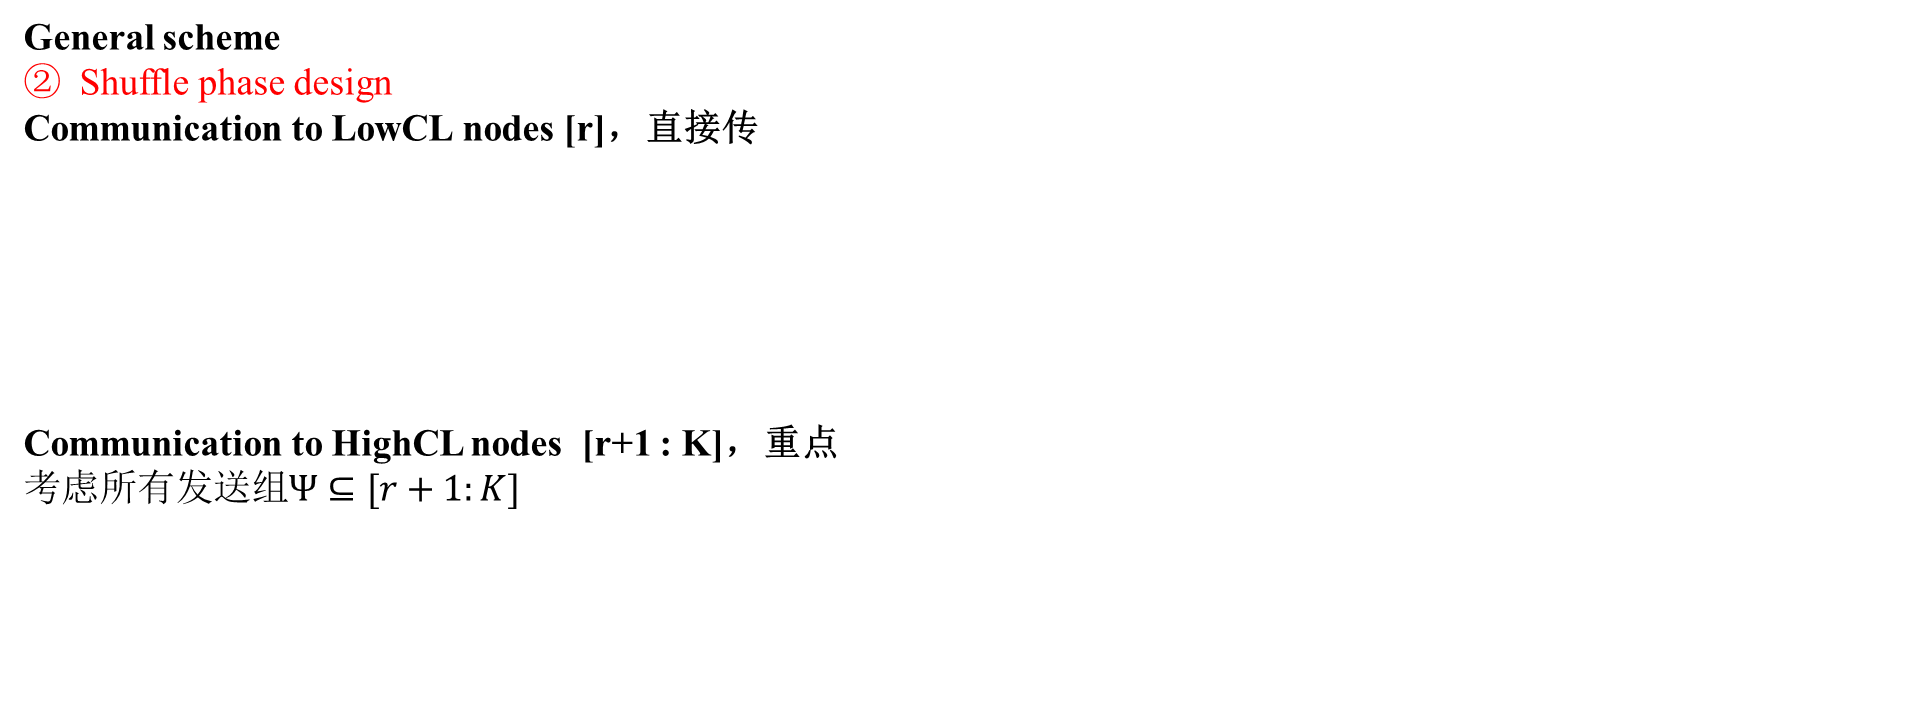 General scheme
② Shuffle phase design
Communication to LowCL nodes [r]，直接传
Communication to HighCL nodes [r+1 : K]，重点
考虑所有发送组Ψ ⊆ [r + 1: K]